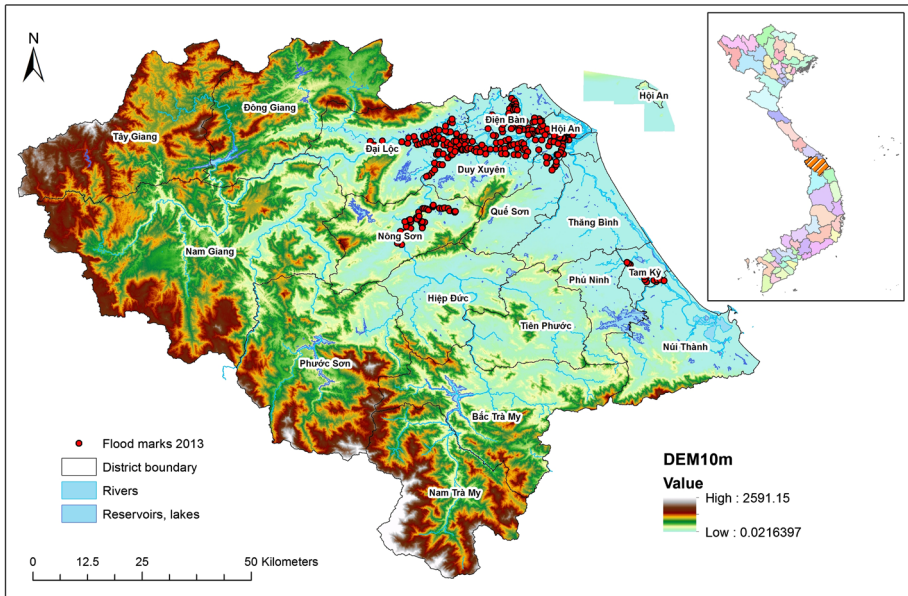 N
Hội An
Đông Giang
Điện Bàn
Hội An
Tây Giang
Đại Lộc
Duy Xuyên
Quế Sơn
Thăng Bình
Nông Sơn
Nam Giang
Tam Kỳ
Phú Ninh
Hiệp Đức
Tiên Phước
Núi Thành
Phước Sơn
Bắc Trà My
Nam Trà My
Flood marks 2013
District boundary
Rivers
Reservoirs, lakes
0 12.5 25 50 Kilometers
DEM10m
Value
High : 2591.15
Low : 0.0216397